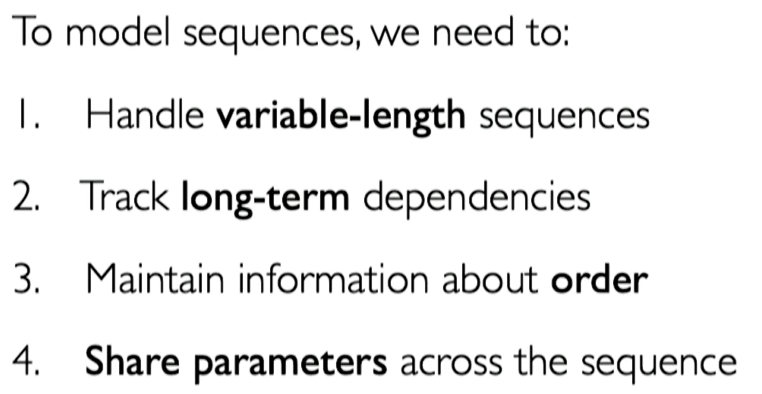 To model sequences, we need to:
1. Handle variable-length sequences
2. Track long-term dependencies
3. Maintain information about order
4. Share parameters across the sequence